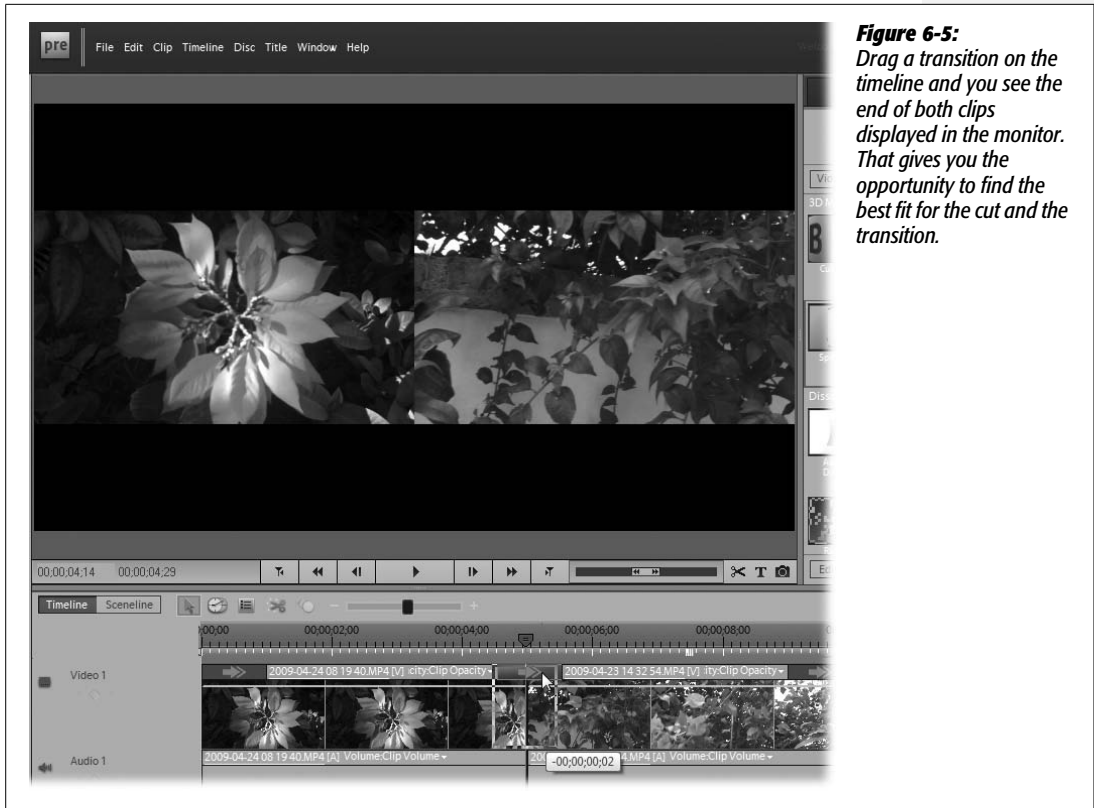 pre
File Edit Clip Timeline Disc Title Window Help
Figure 6-5:
Drag a transition on the
timeline and you see the
end of both clips
displayed in the monitor.
That gives you the
opportunity to find the
best fit for the cut and the
transition.
3D M
B
00;00;04;14 00;00;04;29
T
Timeline Sceneline
00;00;02;00 00;00;04;00 00;00;06;00 00;00;08;00
Video 1
2009-04-24 08 19 40.MP4 [V] :city:Clip Opacity
2009-04-23 14 32 54.MP4 [V] :ity:Clip Opacity
Audio 1
2009-04-24 08 19 40.MP4 [A] Volume:Clip Volume
.MP4 [A] Volume:Clip Volume
-00;00;00;02